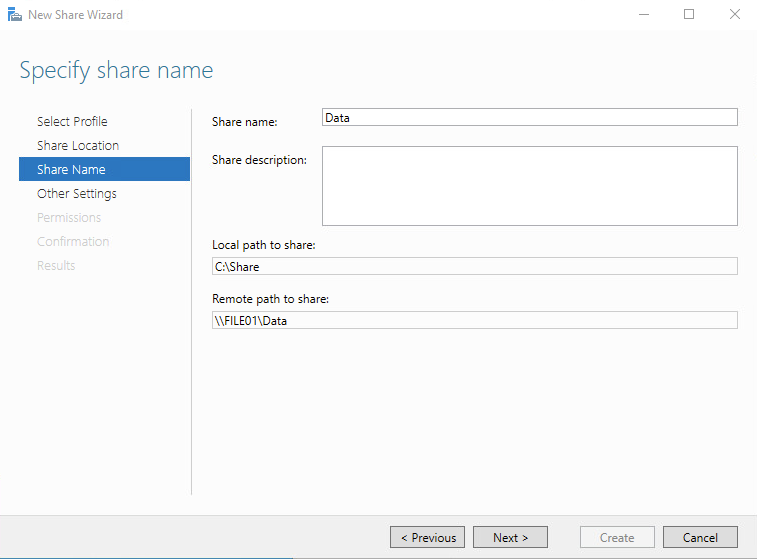 New Share Wizard
Specify share name
Select Profile
Share Location
Share Name
Other Settings
Permissions
Confirmation
Results
Share name: Data
Share description:
Local path to share:
C:\Share
Remote path to share:
\\FILE01\Data
< Previous Next > Create Cancel